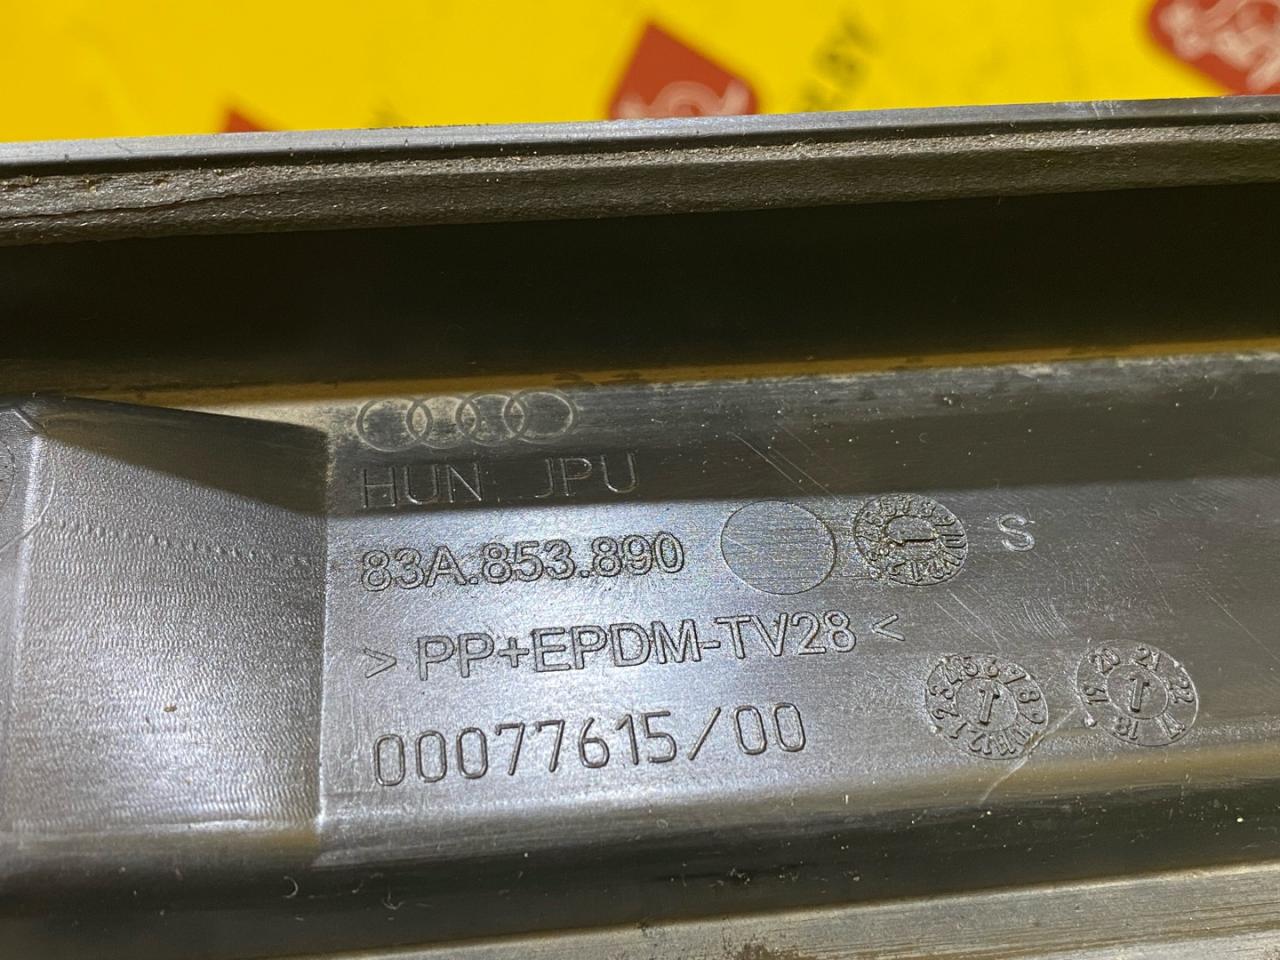 HUN JPU
83A.853.890
S
> PP+EPDM-TV28 <
00077615/00